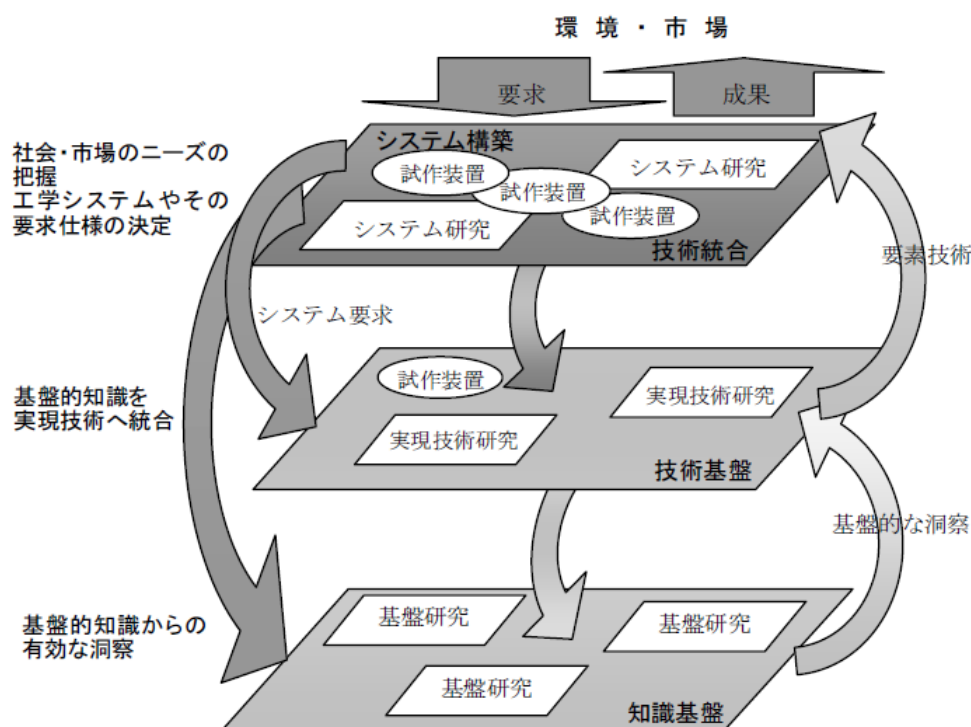 環境・市場
要求
成果
社会・市場のニーズの
把握
工学システムやその
要求仕様の決定
システム構築
試作装置
システム研究
試作装置
試作装置
システム研究
技術統合
要素技術
システム要求
基盤的知識を
実現技術へ統合
試作装置
実現技術研究
実現技術研究
技術基盤
基盤的な洞察
基盤的知識からの
有効な洞察
基盤研究
基盤研究
基盤研究
知識基盤